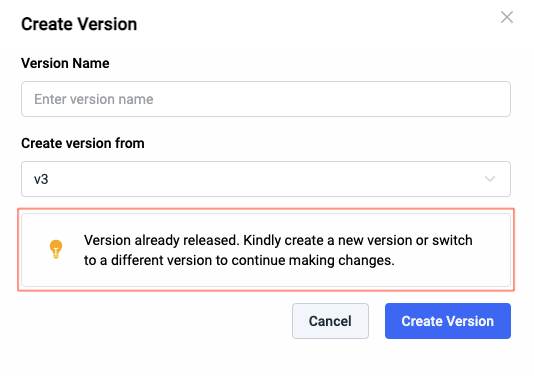 Create Version
Version Name
Enter version name
Create version from
v3
Version already released. Kindly create a new version or switch
to a different version to continue making changes.
Cancel
Create Version